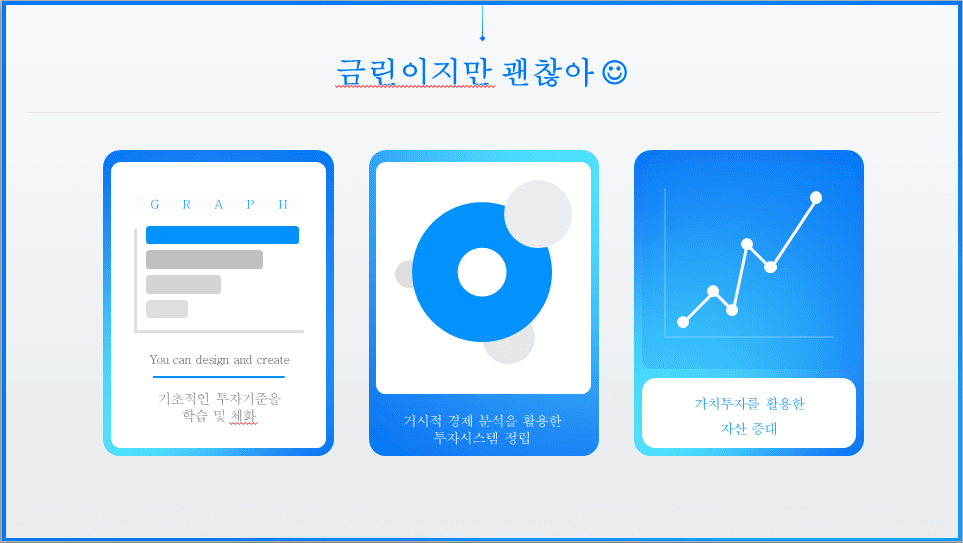 금린이지만 괜찮아
G R A P H
You can design and create
기초적인 투자기준을
학습 및 체화
거시적 경제 분석을 활용한
투자시스템 정립
가치투자를 활용한
자산 증대